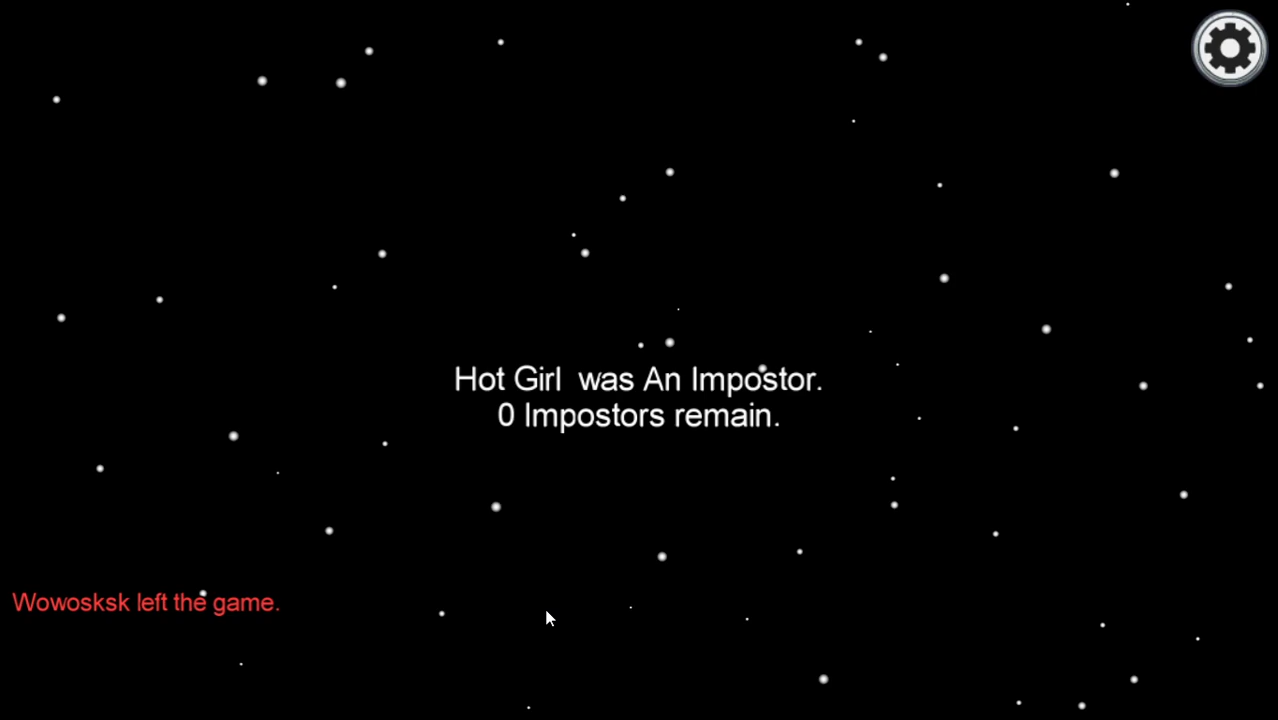 Hot Girl  was An Impostor.
0 Impostors remain.
Wowosksk left the game.